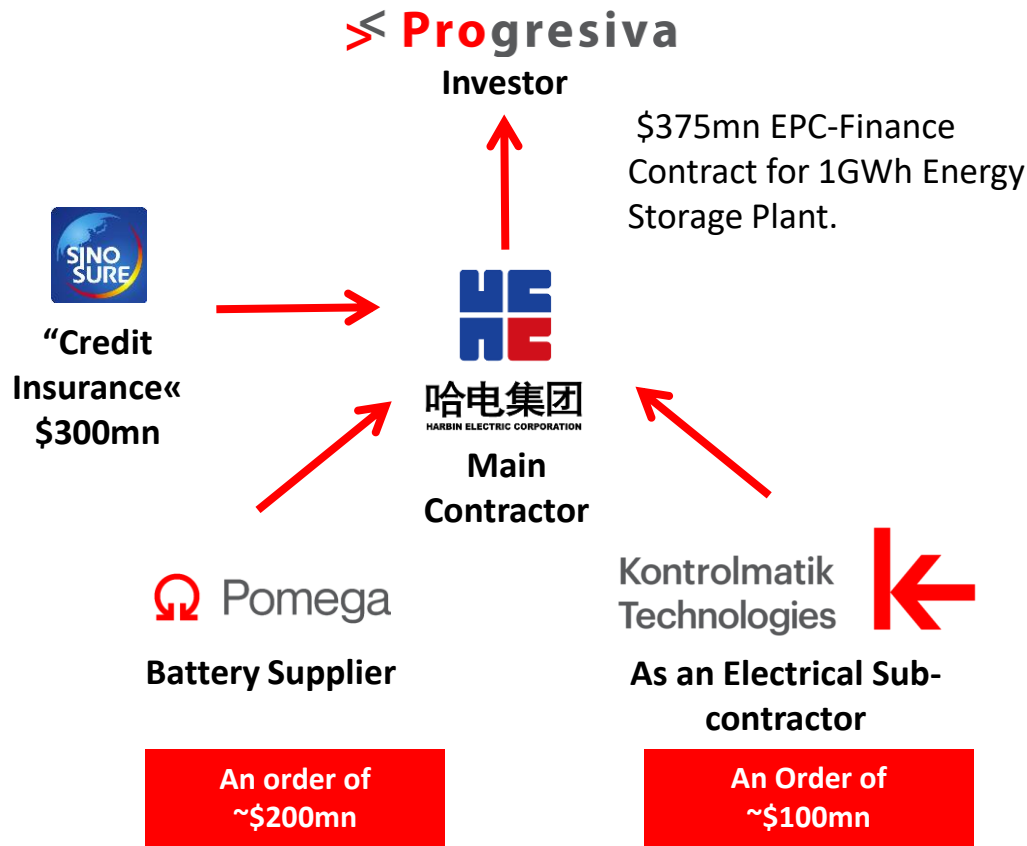 Progresiva
Investor
$375mn EPC-Finance
Contract for 1GWh Energy
Storage Plant.
SINO
SURE
“Credit
Insurance«
$300mn
哈电集团
HARBIN ELECTRIC CORPORATION
Main
Contractor
Pomega
Battery Supplier
An order of
~$200mn
Kontrolmatik
Technologies
As an Electrical Sub-
contractor
An Order of
~$100mn